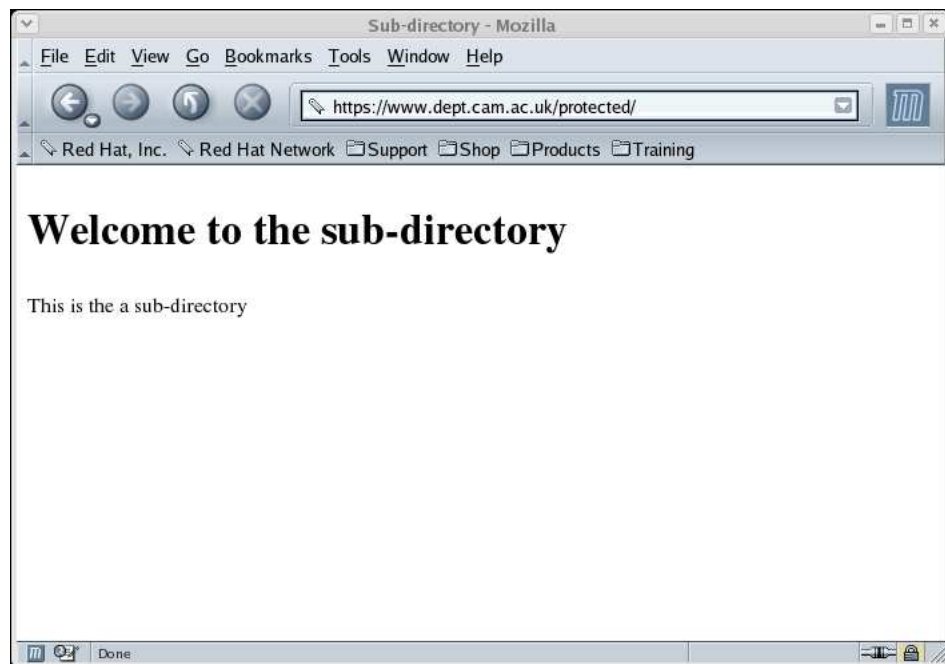 Sub-directory - Mozilla
File Edit View Go Bookmarks Tools Window Help
https://www.dept.cam.ac.uk/protected/
Red Hat, Inc. Red Hat Network Support Shop Products Training
Welcome to the sub-directory
This is the a sub-directory
Done